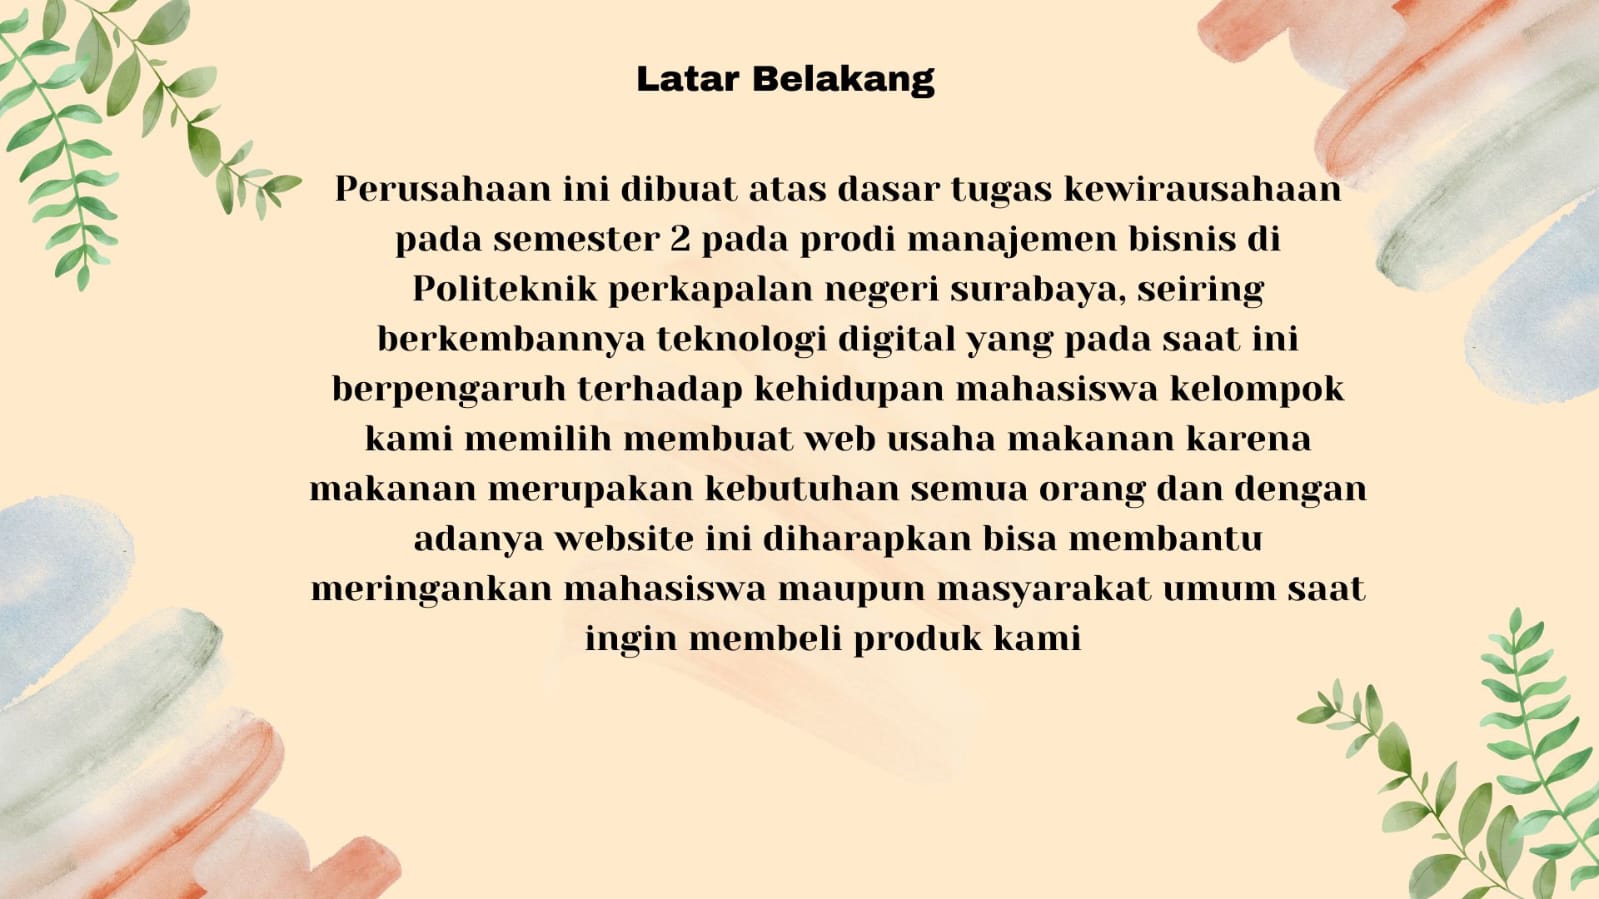 Latar Belakang
Perusahaan ini dibuat atas dasar tugas kewirausahaan
pada semester 2 pada prodi manajemen bisnis di
Politeknik perkapalan negeri surabaya, seiring
berkembannya teknologi digital yang pada saat ini
berpengaruh terhadap kehidupan mahasiswa kelompok
kami memilih membuat web usaha makanan karena
makanan merupakan kebutuhan semua orang dan dengan
adanya website ini diharapkan bisa membantu
meringankan mahasiswa maupun masyarakat umum saat
ingin membeli produk kami